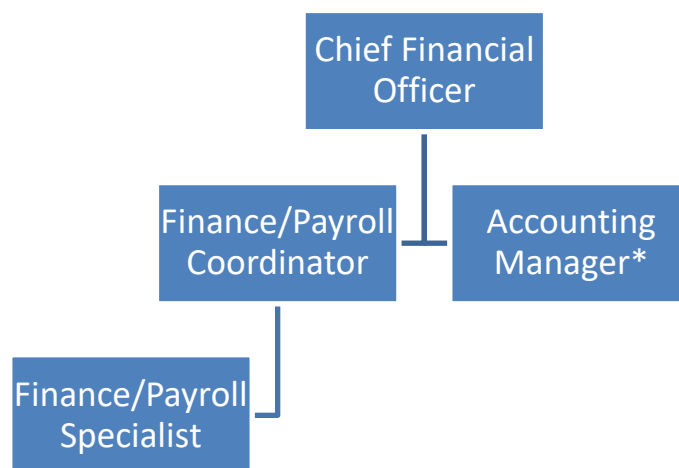 Chief Financial
Officer
Finance/Payroll
Coordinator
Accounting
Manager*
Finance/Payroll
Specialist